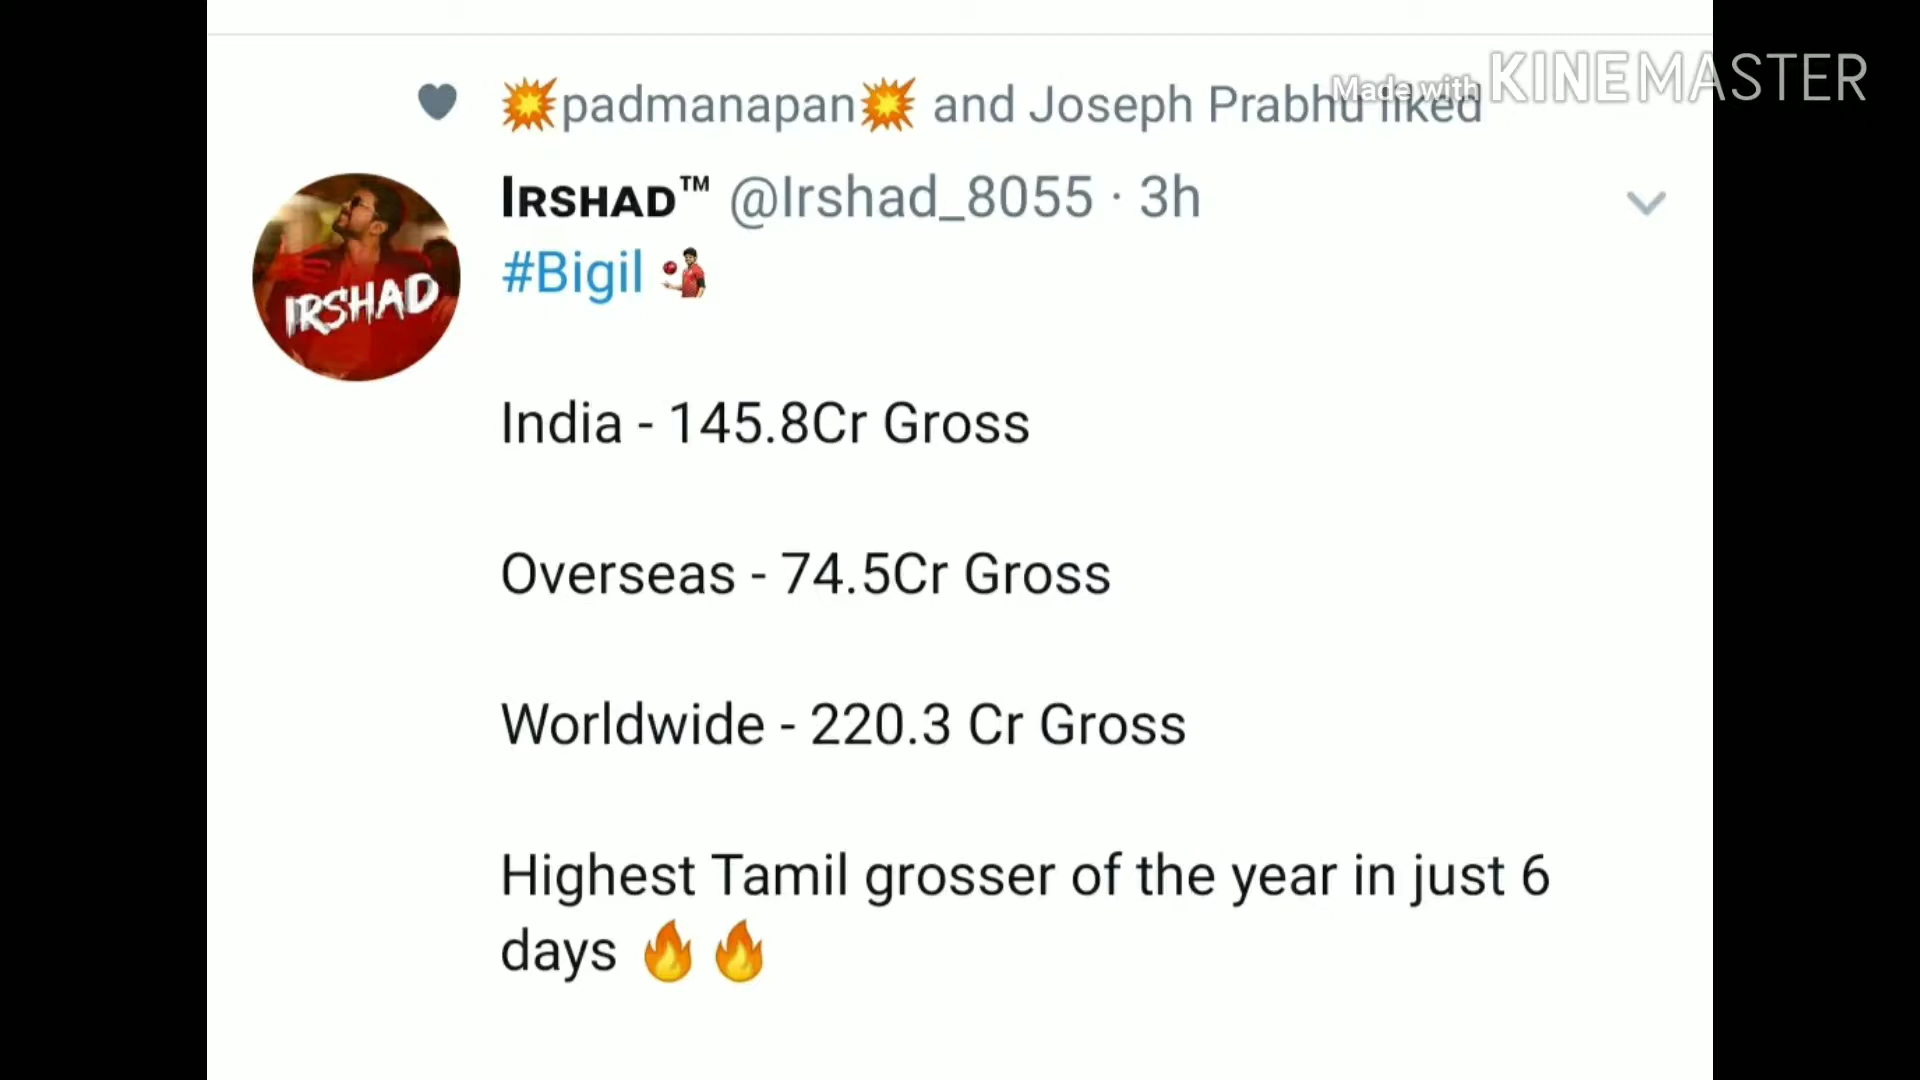 Made with KINEMASTER
💥padmanapan💥 and Joseph Prabhu liked
IRSHAD™ @Irshad_8055 · 3h
#Bigil
IRSHAD
India - 145.8Cr Gross
Overseas - 74.5Cr Gross
Worldwide - 220.3 Cr Gross
Highest Tamil grosser of the year in just 6
days 🔥🔥